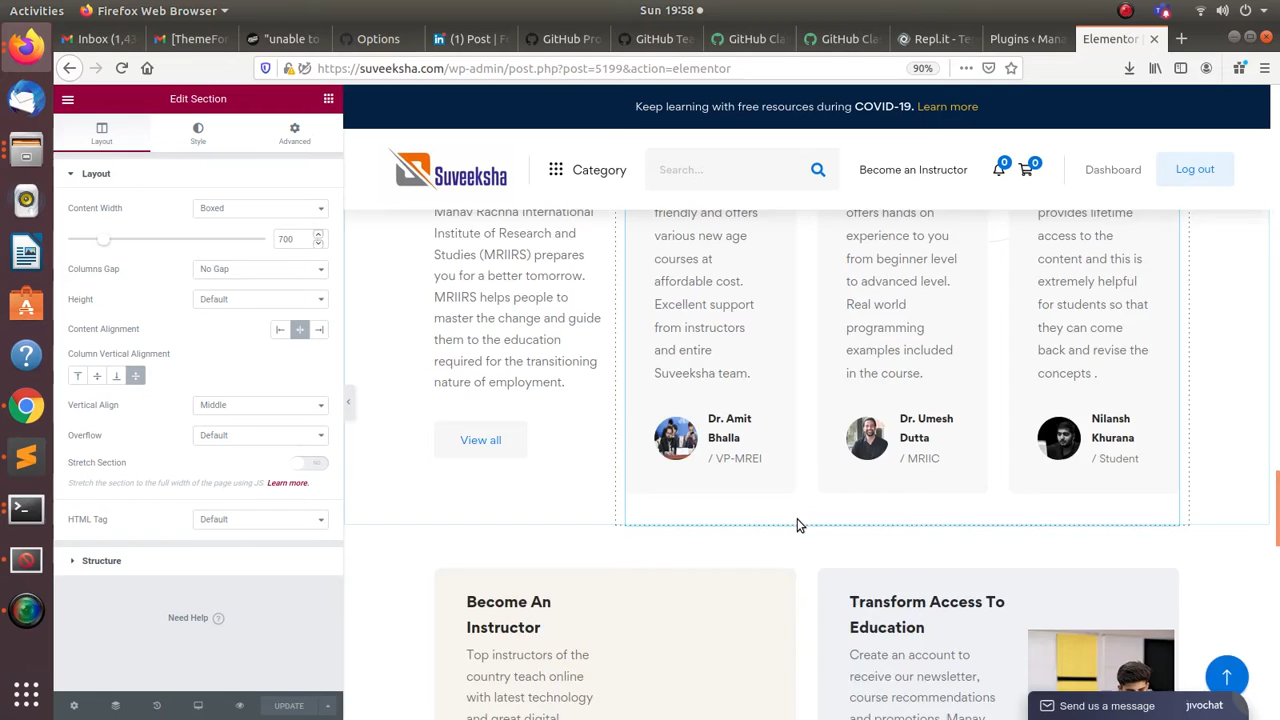 Activities
Firefox Web Browser
Sun 19:58
Inbox (1,43
[ThemeFor
"unable to
Options
(1) Post | Fe
GitHub Pro
GitHub Tea
GitHub Cla
GitHub Cla
Repl.it - Te
Plugins ‹ Mana
Elementor
https://suveeksha.com/wp-admin/post.php?post=5199&action=elementor
90%
Edit Section
Layout
Style
Advanced
Layout
Content Width
Boxed
700
Columns Gap
No Gap
Height
Default
Content Alignment
Column Vertical Alignment
Vertical Align
Middle
Overflow
Default
Stretch Section
NO
Stretch the section to the full width of the page using JS. Learn more.
HTML Tag
Default
Structure
Need Help
?
UPDATE
Keep learning with free resources during COVID-19. Learn more
Suveeksha
Category
Search...
Become an Instructor
0
0
Dashboard
Log out
Manav Rachna International
Institute of Research and
Studies (MRIIRS) prepares
you for a better tomorrow.
MRIIRS helps people to
master the change and guide
them to the education
required for the transitioning
nature of employment.
View all
friendly and offers
various new age
courses at
affordable cost.
Excellent support
from instructors
and entire
Suveeksha team.
Dr. Amit
Bhalla
/ VP-MREI
offers hands on
experience to you
from beginner level
to advanced level.
Real world
programming
examples included
in the course.
Dr. Umesh
Dutta
/ MRIIC
provides lifetime
access to the
content and this is
extremely helpful
for students so that
they can come
back and revise the
concepts .
Nilansh
Khurana
/ Student
Become An
Instructor
Top instructors of the
country teach online
with latest technology
and great digital
Transform Access To
Education
Create an account to
receive our newsletter,
course recommendations
and promotions. Manav
Send us a message
jivochat